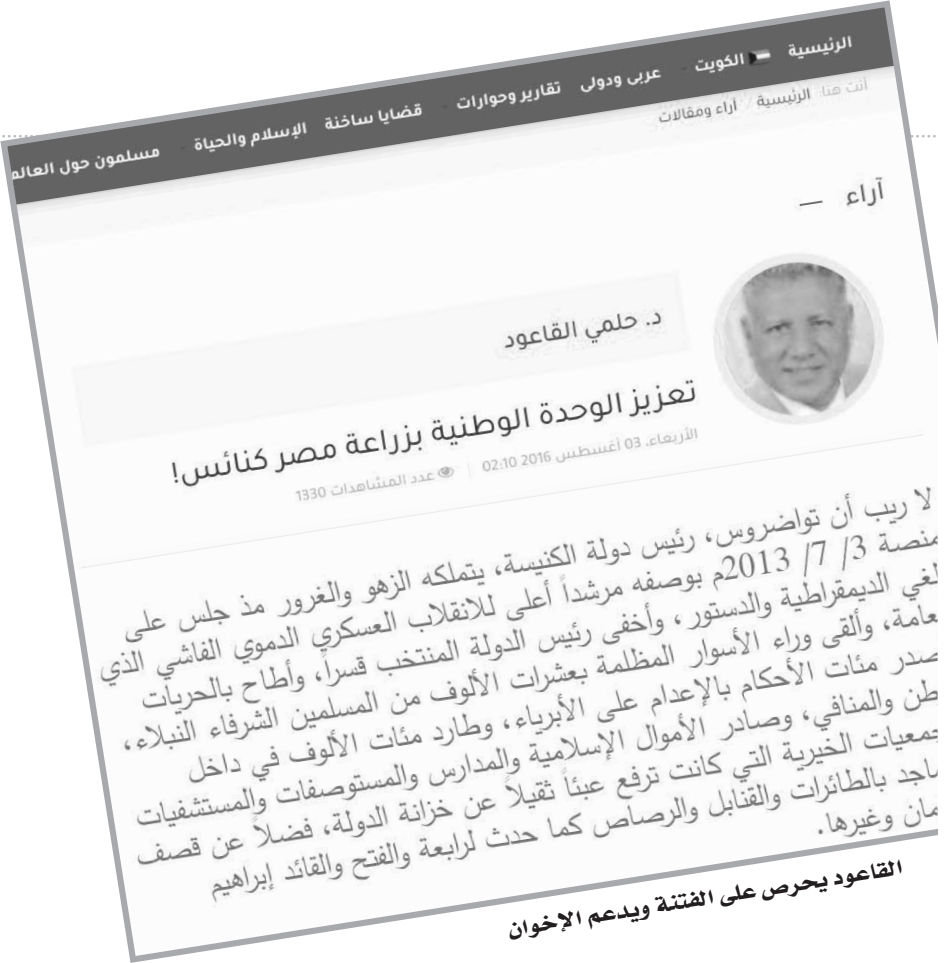 الرئيسية الكويت عربى ودولى تقارير وحوارات قضايا ساخنة الإسلام والحياة مسلمون حول العالم
أنت هنا: الرئيسية / آراء ومقالات
آراء —
د. حلمي القاعود
تعزيز الوحدة الوطنية بزراعة مصر كنائس!
الأربعاء، 03 أغسطس 2016 02:10 عدد المشاهدات 1330
لا ريب أن تواضروس، رئيس دولة الكنيسة، يتملكه الزهو والغرور مذ جلس على
منصة 3/ 7/ 2013م بوصفه مرشداً أعلى للانقلاب العسكري الدموي الفاشي الذي
لغي الديمقراطية والدستور، وأخفى رئيس الدولة المنتخب قسراً، وأطاح بالحريات
عامة، وألقى وراء الأسوار المظلمة بعشرات الألوف من المسلمين الشرفاء النبلاء،
صدر مئات الأحكام بالإعدام على الأبرياء، وطارد مئات الألوف في داخل
طن والمنافي، وصادر الأموال الإسلامية والمدارس والمستوصفات والمستشفيات
جمعيات الخيرية التي كانت ترفع عبئاً ثقيلاً عن خزانة الدولة، فضلاً عن قصف
ساجد بالطائرات والقنابل والرصاص كما حدث لرابعة والفتح والقائد إبراهيم
مان وغيرها.
القاعود يحرص على الفتنة ويدعم الإخوان